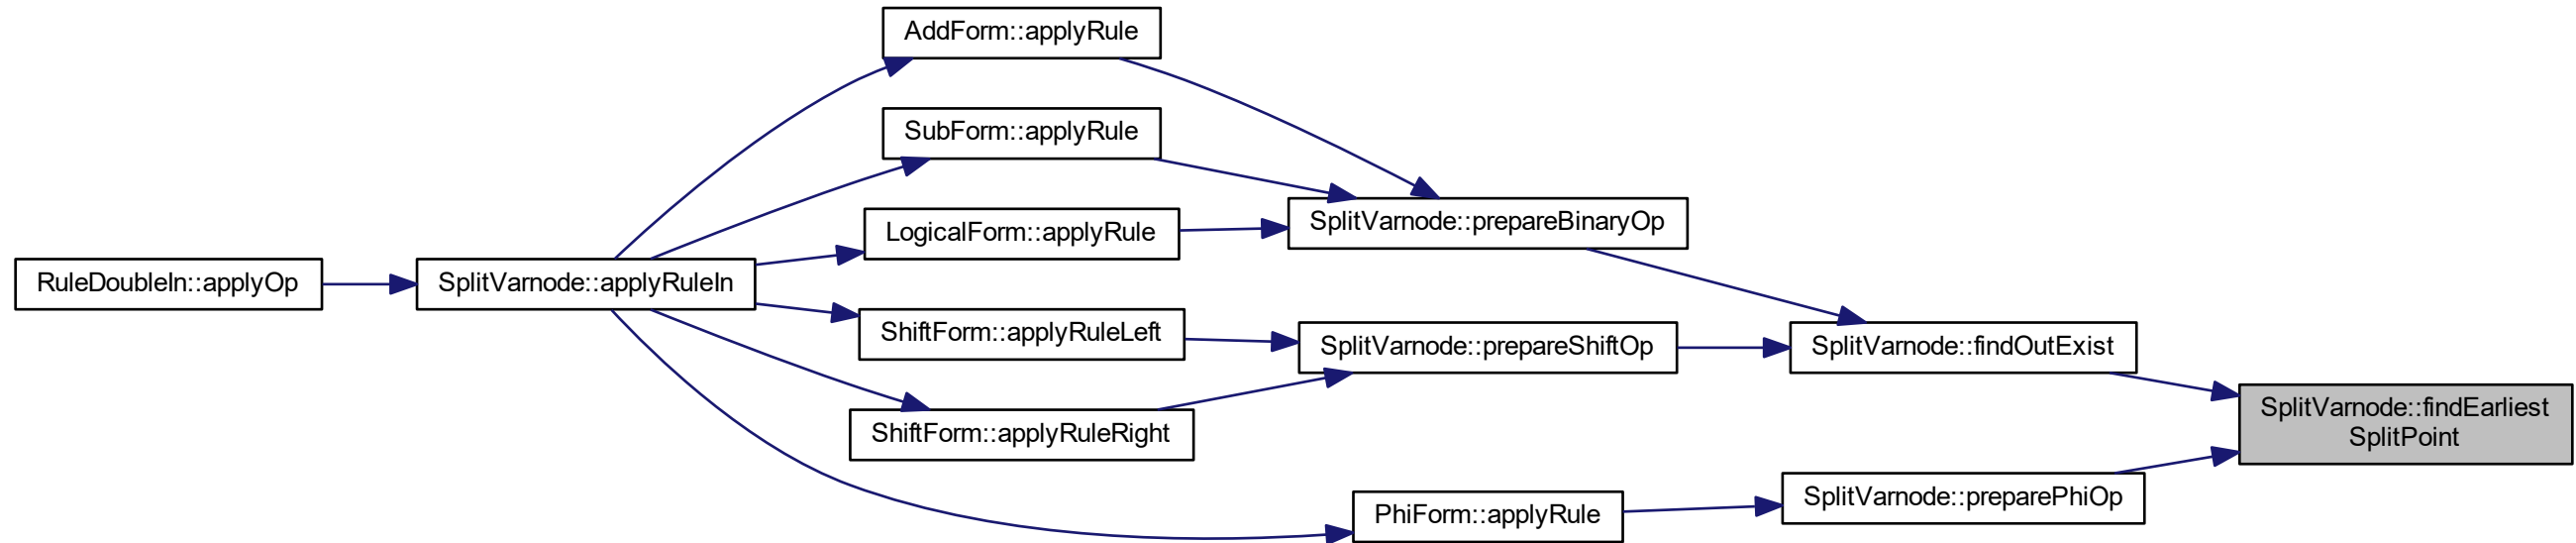 AddForm::applyRule
SubForm::applyRule
LogicalForm::applyRule
SplitVarnode::prepareBinaryOp
RuleDoubleIn::applyOp
SplitVarnode::applyRuleIn
ShiftForm::applyRuleLeft
SplitVarnode::prepareShiftOp
SplitVarnode::findOutExist
SplitVarnode::findEarliest
SplitPoint
ShiftForm::applyRuleRight
SplitVarnode::preparePhiOp
PhiForm::applyRule